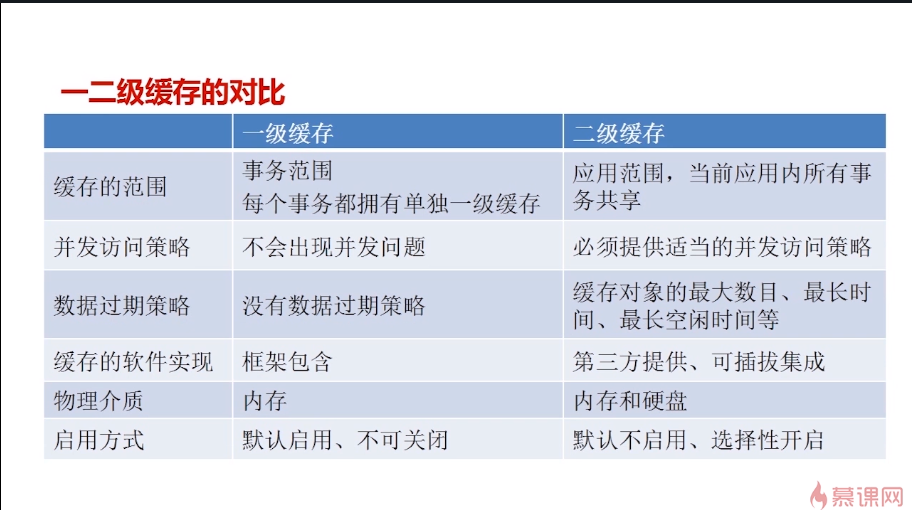 一二级缓存的对比
一级缓存 二级缓存
缓存的范围 事务范围
每个事务都拥有单独一级缓存 应用范围，当前应用内所有事
务共享
并发访问策略 不会出现并发问题 必须提供适当的并发访问策略
数据过期策略 没有数据过期策略 缓存对象的最大数目、最长时
间、最长空闲时间等
缓存的软件实现 框架包含 第三方提供、可插拔集成
物理介质 内存 内存和硬盘
启用方式 默认启用、不可关闭 默认不启用、选择性开启
慕课网